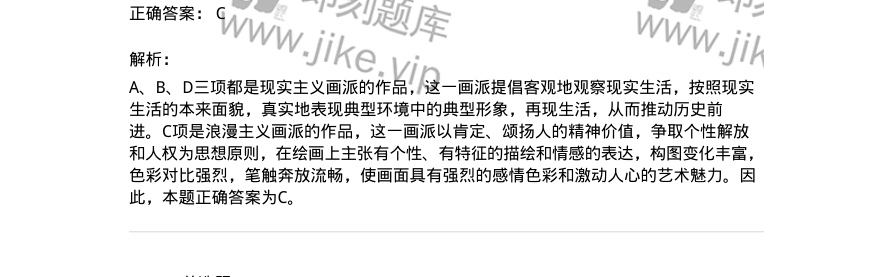 正确答案： C
即刻题库
www.jike.vip
www.jik
解析：
A、B、D三项都是现实主义画派的作品，这一画派提倡客观地观察现实生活，按照现实
生活的本来面貌，真实地表现典型环境中的典型形象，再现生活，从而推动历史前
进。C项是浪漫主义画派的作品，这一画派以肯定、颂扬人的精神价值，争取个性解放
和人权为思想原则，在绘画上主张有个性、有特征的描绘和情感的表达，构图变化丰富，
色彩对比强烈，笔触奔放流畅，使画面具有强烈的感情色彩和激动人心的艺术魅力。因
此，本题正确答案为C。